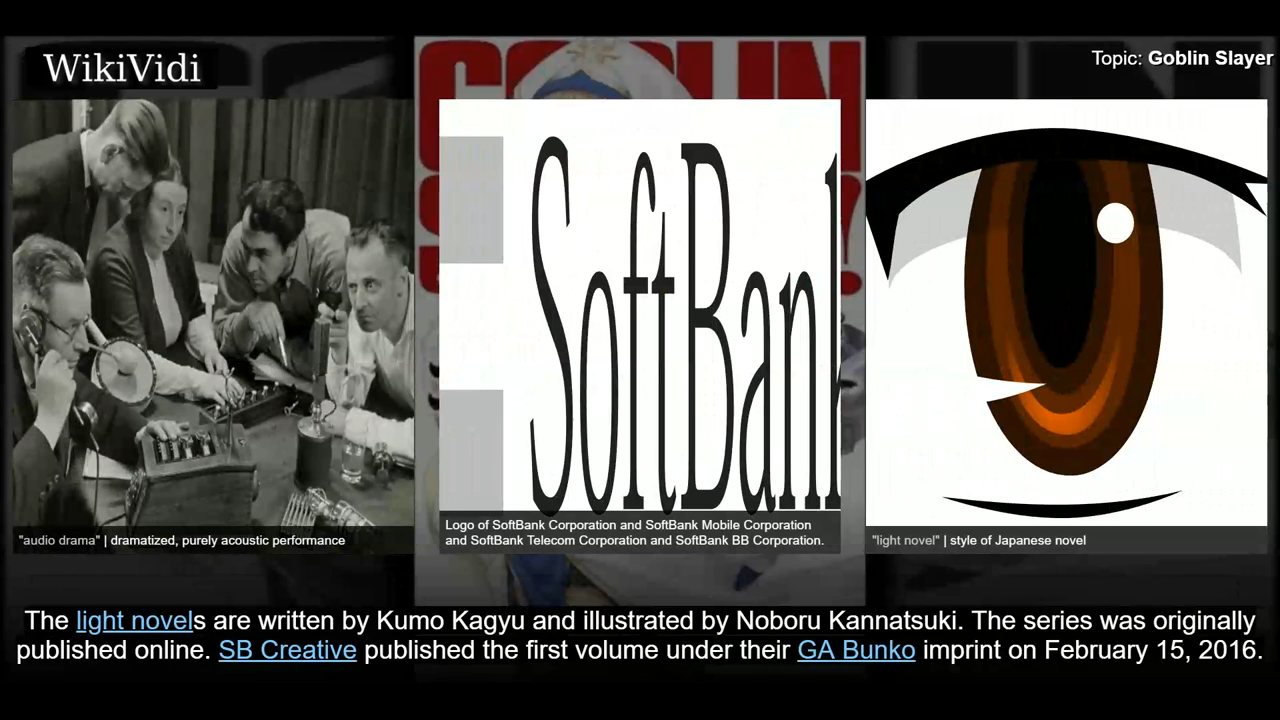 WikiVidi
Topic: Goblin Slayer
GOBLIN
SoftBank
"audio drama" | dramatized, purely acoustic performance
Logo of SoftBank Corporation and SoftBank Mobile Corporation
and SoftBank Telecom Corporation and SoftBank BB Corporation.
"light novel" | style of Japanese novel
The light novels are written by Kumo Kagyu and illustrated by Noboru Kannatsuki. The series was originally
published online. SB Creative published the first volume under their GA Bunko imprint on February 15, 2016.